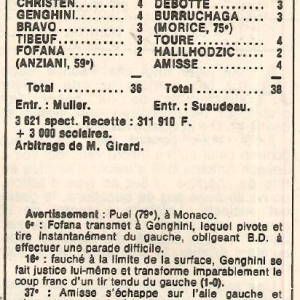 CHRISTEN 4 DEBOTTE 3
GENGHINI 4 BURRUCHAGA 3
BRAVO 2 (MORICE, 75e)
TIBEUF 3 TOURE 4
FOFANA 2 HALILHODZIC 2
(ANZIANI, 59e) AMISSE 4
Total 36 Total 38
Entr. : Muller. Entr. : Suaudeau.
3 621 spect. Recette : 311 910 F.
+ 3 000 scolaires.
Arbitrage de M. Girard.
Avertissement : Puel (79e), à Monaco.
6e : Fofana transmet à Genghini, lequel pivote et
tire instantanément du gauche, obligeant B.D. à
effectuer une parade difficile.
16e : fauché à la limite de la surface, Genghini se
fait justice lui-même et transforme imparablement le
coup franc d'un tir tendu du gauche (1-0).
37e : Amisse s'échappe sur l'aile gauche et